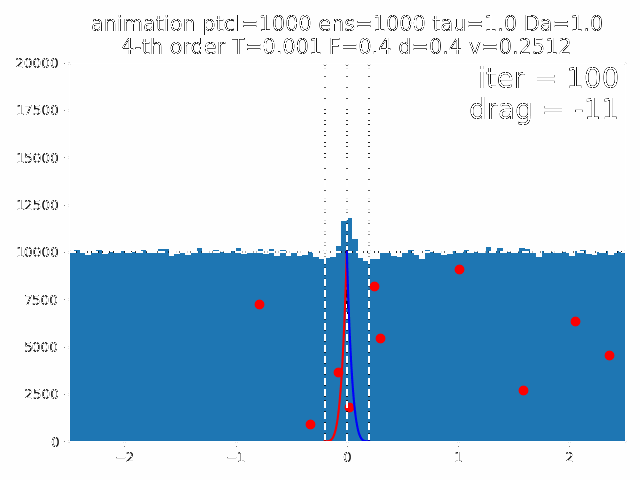 animation ptcl=1000 ens=1000 tau=1.0 Da=1.0
4-th order T=0.001 F=0.4 d=0.4 v=0.2512
iter = 100
drag = -11
20000
17500
15000
12500
10000
7500
5000
2500
0
−2 −1 0 1 2